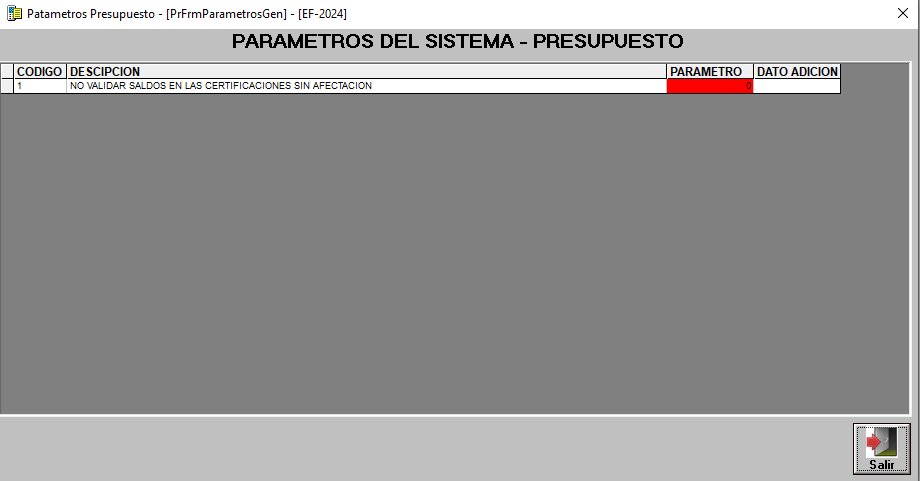 Patametros Presupuesto - [PrFrmParametrosGen] - [EF-2024]
PARAMETROS DEL SISTEMA - PRESUPUESTO
CODIGO DESCIPCION PARAMETRO DATO ADICION
1 NO VALIDAR SALDOS EN LAS CERTIFICACIONES SIN AFECTACION 0
Salir